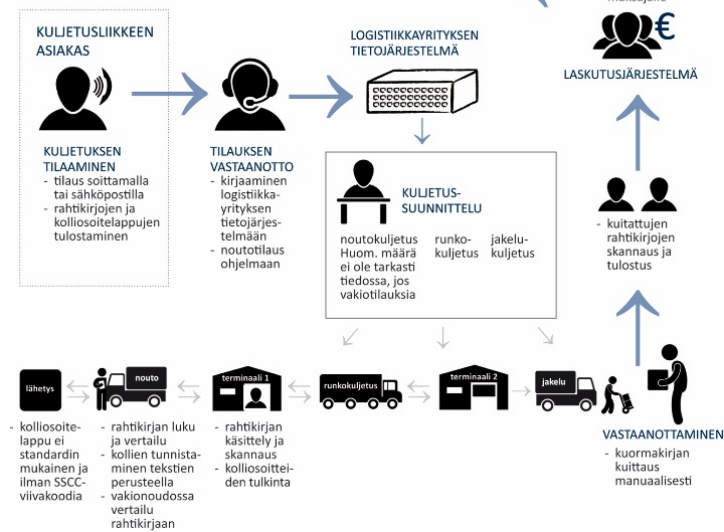 KULJETUSLIIKKEEN
ASIAKAS
KULJETUKSEN
TILAAMINEN
- tilaus soittamalla
tai sähköpostilla
- rahtikirjojen ja
kolliosoitelappujen
tulostaminen
TILAUKSEN
VASTAANOTTO
- kirjaaminen
logistiikka-
yrityksen
tietojärjes-
telmään
- noutotilaus
ohjelmaan
LOGISTIIKKAYRITYKSEN
TIETOJÄRJESTELMÄ
KULJETUS-
SUUNNITTELU
noutokuljetus
Huom. määrä
ei ole tarkasti
tiedossa, jos
vakiotilauksia
runko-
kuljetus
jakelu-
kuljetus
€
LASKUTUSJÄRJESTELMÄ
- kuitattujen
rahtikirjojen
skannaus ja
tulostus
lähetys
nouto
terminaali 1
runkokuljetus
terminaali 2
jakelu
- kolliosoite-
lappu ei
standardin
mukainen ja
ilman SSCC-
viivakoodia
- rahtikirjan luku
ja vertailu
- kollien tunnista-
minen tekstien
perusteella
- vakionoudossa
vertailu
rahtikirjaan
- rahtikirjan
käsittely ja
skannaus
- kolliosoittei-
den tulkinta
VASTAANOTTAMINEN
- kuormakirjan
kuittaus
manuaalisesti